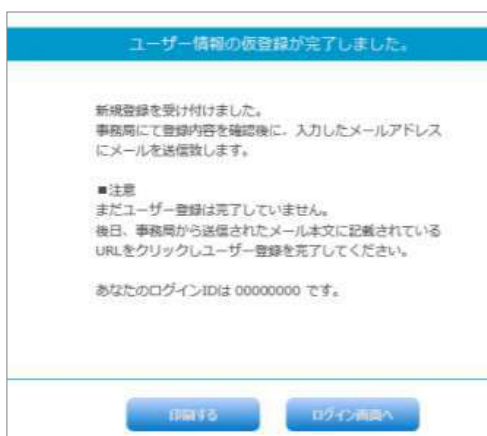 ユーザー情報の仮登録が完了しました。
新規登録を受け付けました。
事務局にて登録内容を確認後に、入力したメールアドレス
にメールを送信致します。
■注意
まだユーザー登録は完了していません。
後日、事務局から送信されたメール本文に記載されている
URLをクリックしユーザー登録を完了してください。
あなたのログインIDは 00000000 です。
印刷する
ログイン画面へ